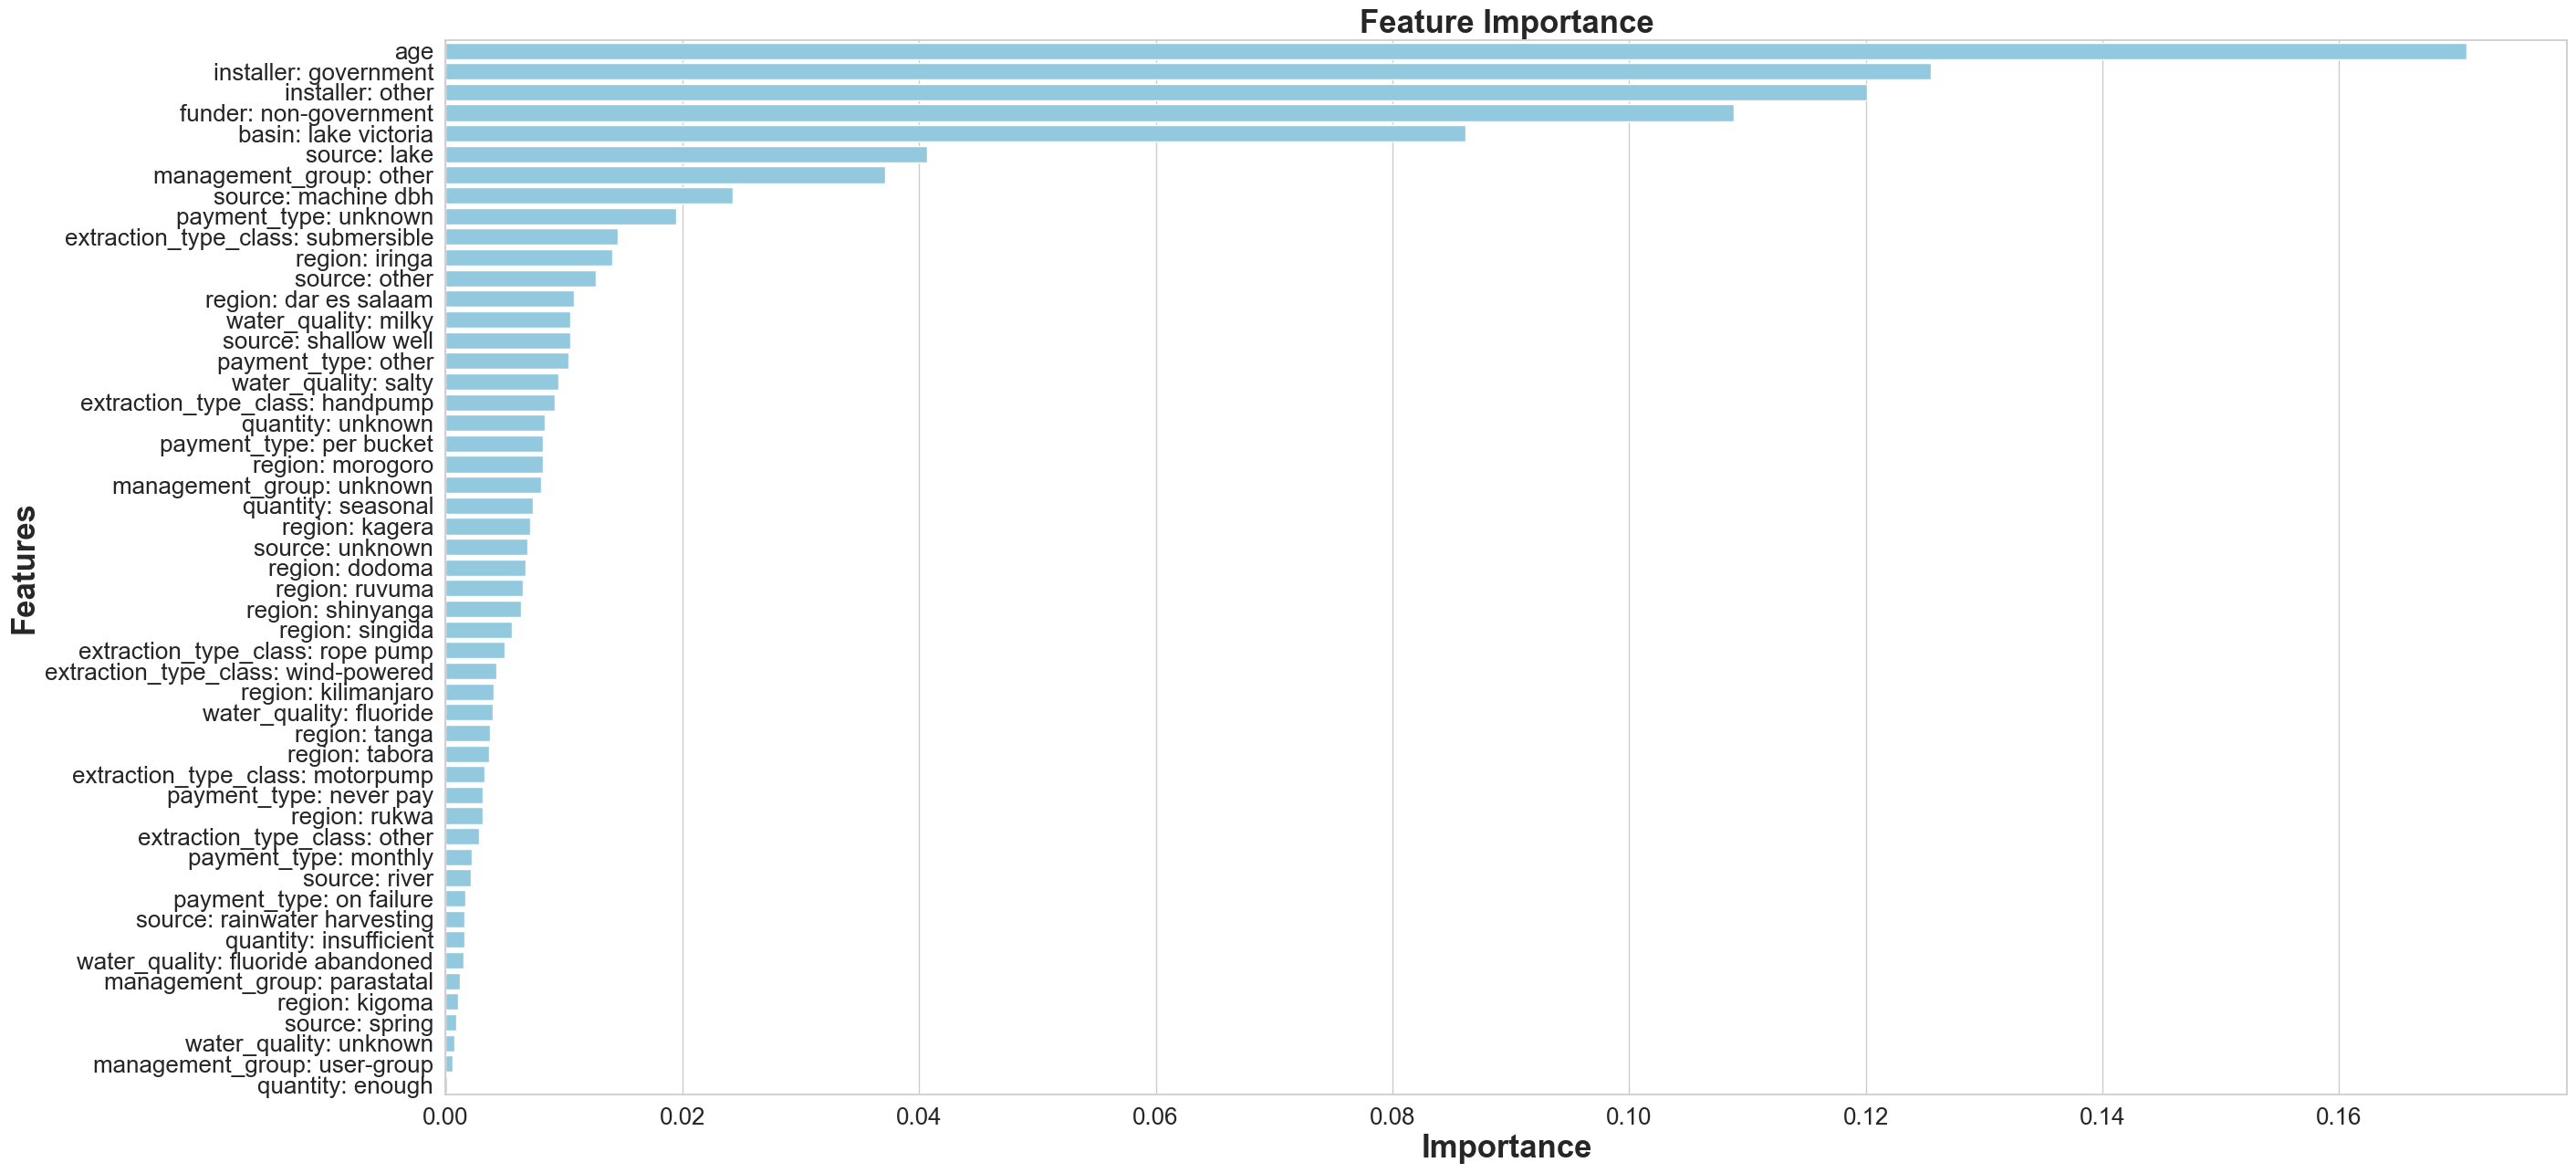 Feature Importance
age
installer: government
installer: other
funder: non-government
basin: lake victoria
source: lake
management_group: other
source: machine dbh
payment_type: unknown
extraction_type_class: submersible
region: iringa
source: other
region: dar es salaam
water_quality: milky
source: shallow well
payment_type: other
water_quality: salty
extraction_type_class: handpump
quantity: unknown
payment_type: per bucket
region: morogoro
management_group: unknown
quantity: seasonal
region: kagera
source: unknown
region: dodoma
region: ruvuma
region: shinyanga
region: singida
extraction_type_class: rope pump
extraction_type_class: wind-powered
region: kilimanjaro
water_quality: fluoride
region: tanga
region: tabora
extraction_type_class: motorpump
payment_type: never pay
region: rukwa
extraction_type_class: other
payment_type: monthly
source: river
payment_type: on failure
source: rainwater harvesting
quantity: insufficient
water_quality: fluoride abandoned
management_group: parastatal
region: kigoma
source: spring
water_quality: unknown
management_group: user-group
quantity: enough
Features
0.00 0.02 0.04 0.06 0.08 0.10 0.12 0.14 0.16
Importance